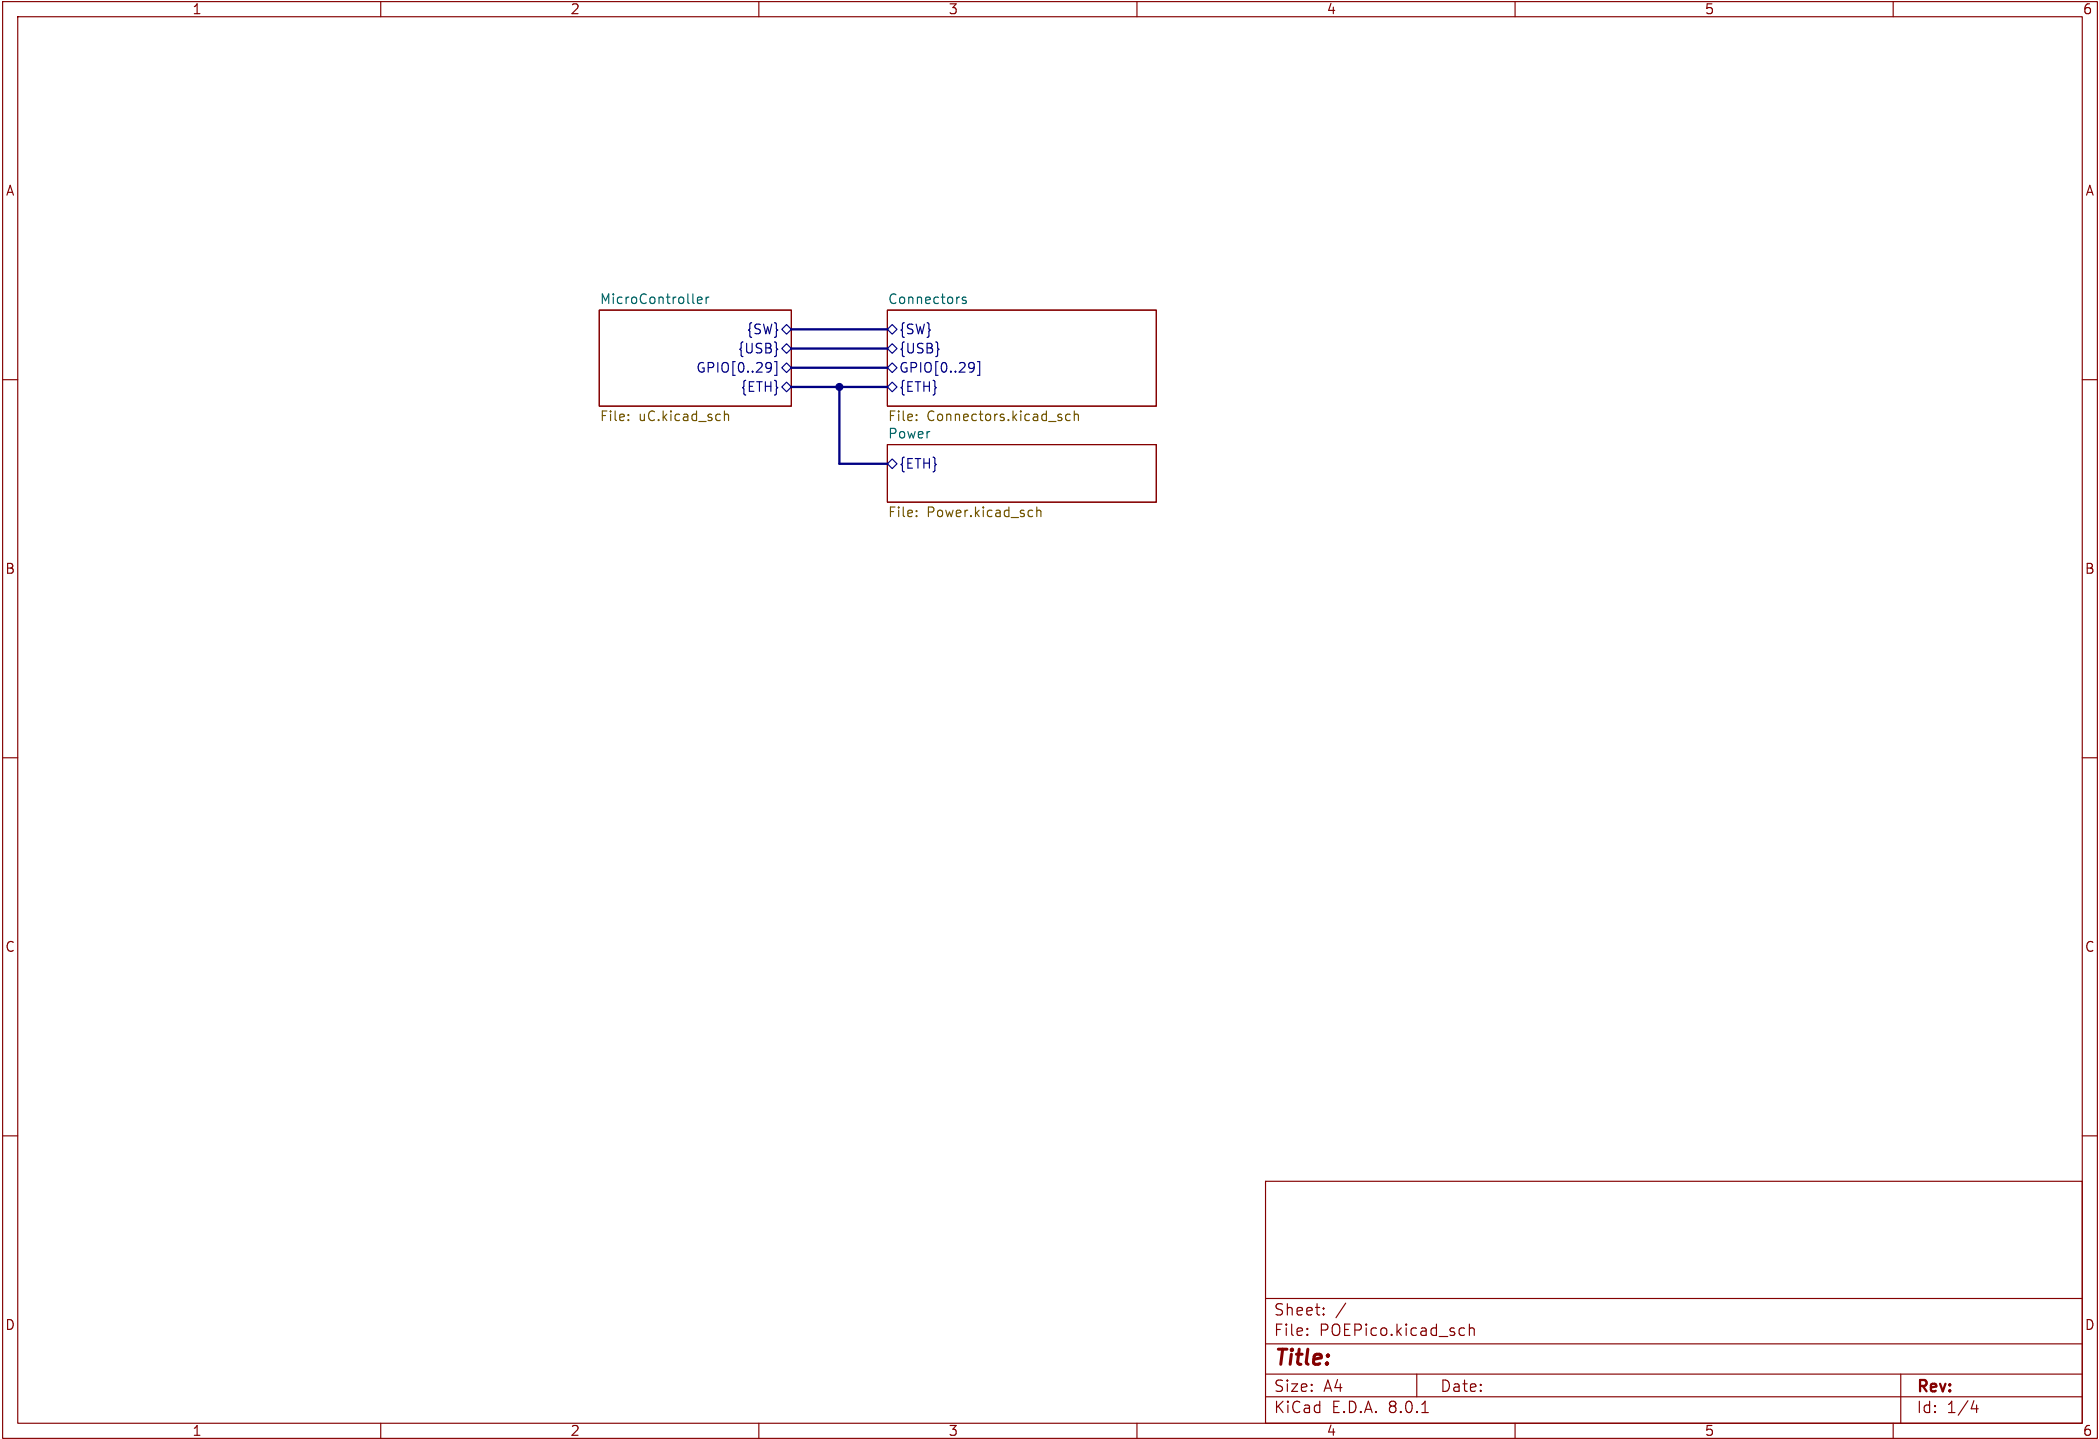 1 2 3 4 5 6
A A
MicroController Connectors
{SW} {SW}
{USB} {USB}
GPIO[0..29] GPIO[0..29]
{ETH} {ETH}
File: uC.kicad_sch File: Connectors.kicad_sch
Power
{ETH}
File: Power.kicad_sch
B B
C C
Sheet: /
D File: POEPico.kicad_sch D
Title:
Size: A4 Date: Rev:
KiCad E.D.A. 8.0.1 Id: 1/4
1 2 3 4 5 6